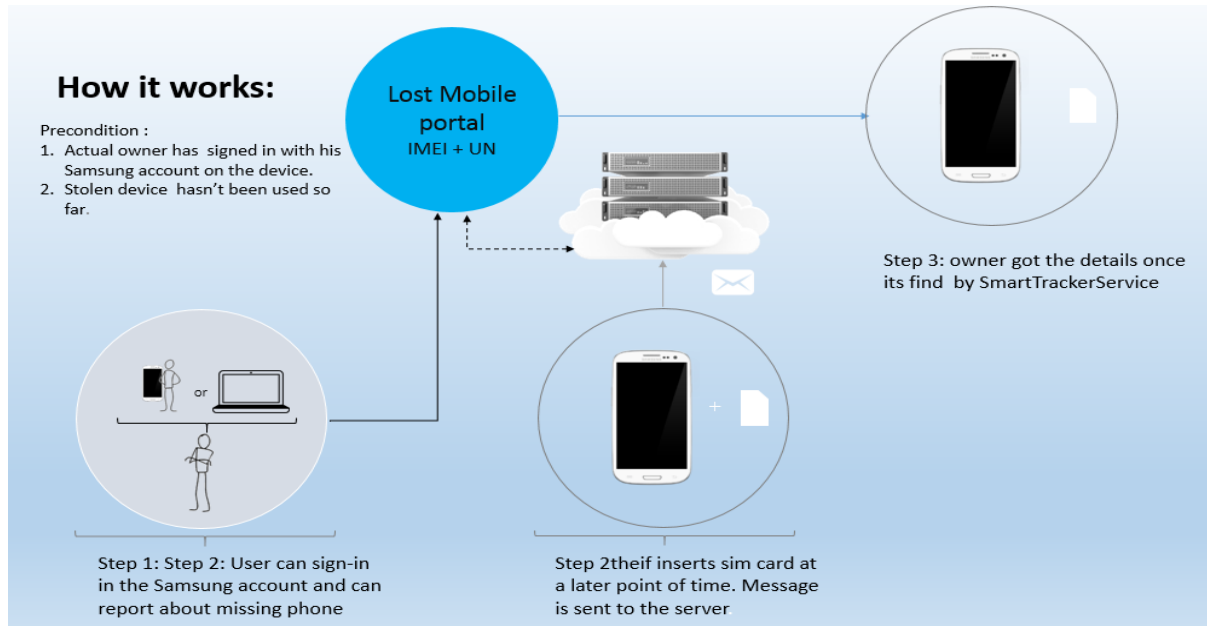 How it works:
Precondition :
1. Actual owner has signed in with his
Samsung account on the device.
2. Stolen device hasn't been used so
far.
Lost Mobile
portal
IMEI + UN
or
+
Step 3: owner got the details once
its find by SmartTrackerService
Step 1: Step 2: User can sign-in
in the Samsung account and can
report about missing phone
Step 2theif inserts sim card at
a later point of time. Message
is sent to the server.